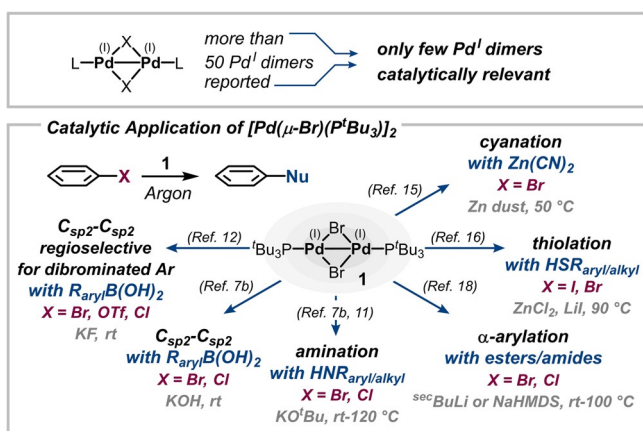 more than
50 Pd^I dimers
reported
only few Pd^I dimers
catalytically relevant
(I) X (I)
L-Pd-Pd-L
X
Catalytic Application of [Pd(μ-Br)(P^tBu3)]2
X
1
Argon
Nu
cyanation
with Zn(CN)2
X = Br
Zn dust, 50 °C
(Ref. 15)
Csp2-Csp2
regioselective
for dibrominated Ar
with RarylB(OH)2
X = Br, OTf, Cl
KF, rt
(Ref. 12)
(I) Br (I)
^tBu3P-Pd-Pd-P^tBu3
Br
1
(Ref. 16)
thiolation
with HSRaryl/alkyl
X = I, Br
ZnCl2, LiI, 90 °C
(Ref. 7b)
Csp2-Csp2
with RarylB(OH)2
X = Br, Cl
KOH, rt
(Ref. 7b, 11)
amination
with HNRaryl/alkyl
X = Br, Cl
KO^tBu, rt-120 °C
(Ref. 18)
α-arylation
with esters/amides
X = Br, Cl
^secBuLi or NaHMDS, rt-100 °C